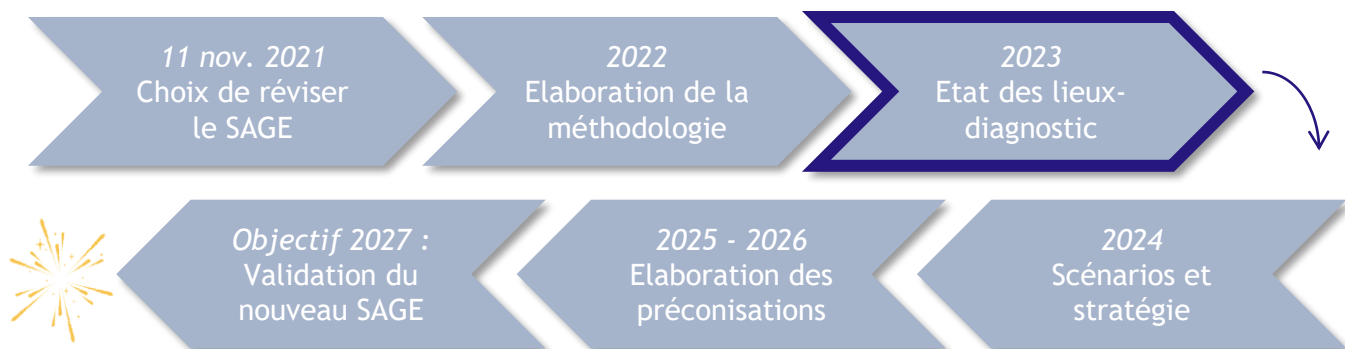 11 nov. 2021
Choix de réviser
le SAGE
2022
Elaboration de la
méthodologie
2023
Etat des lieux-
diagnostic
2024
Scénarios et
stratégie
2025 - 2026
Elaboration des
préconisations
Objectif 2027 :
Validation du
nouveau SAGE